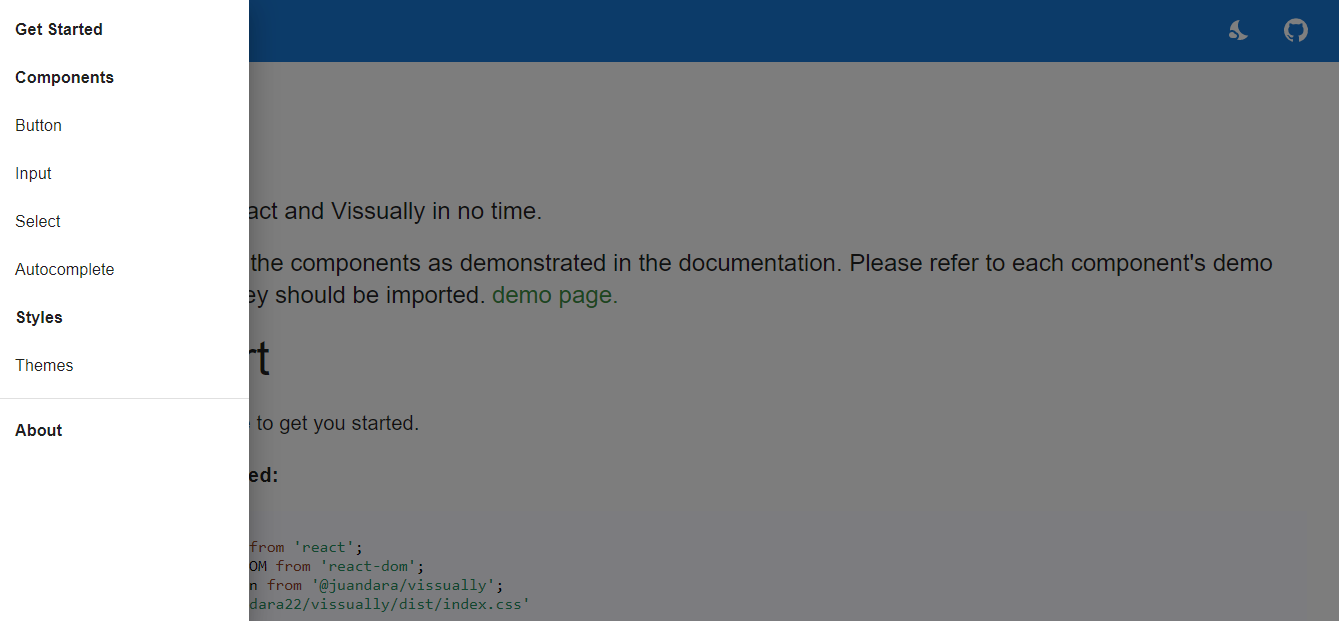 Get Started
Components
Button
Input
Select
Autocomplete
Styles
Themes
About
act and Vissually in no time.
the components as demonstrated in the documentation. Please refer to each component's demo
ey should be imported. demo page.
rt
to get you started.
ed:
from 'react';
OM from 'react-dom';
n from '@juandara/vissually';
dara22/vissually/dist/index.css'